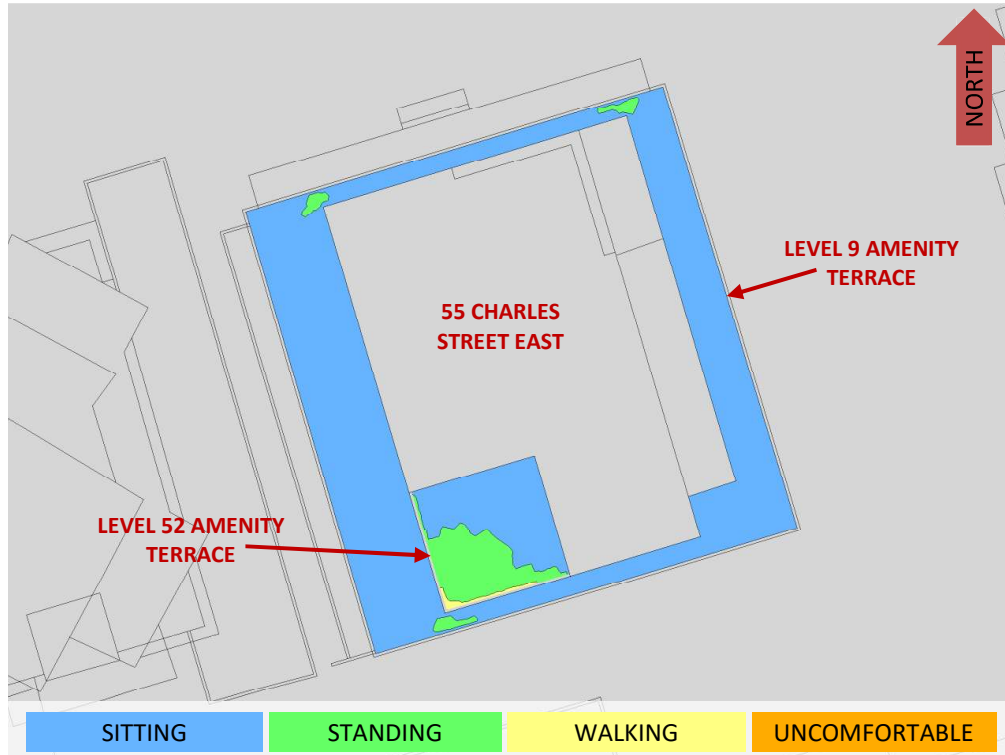 NORTH
LEVEL 9 AMENITY
TERRACE
55 CHARLES
STREET EAST
LEVEL 52 AMENITY
TERRACE
SITTING
STANDING
WALKING
UNCOMFORTABLE